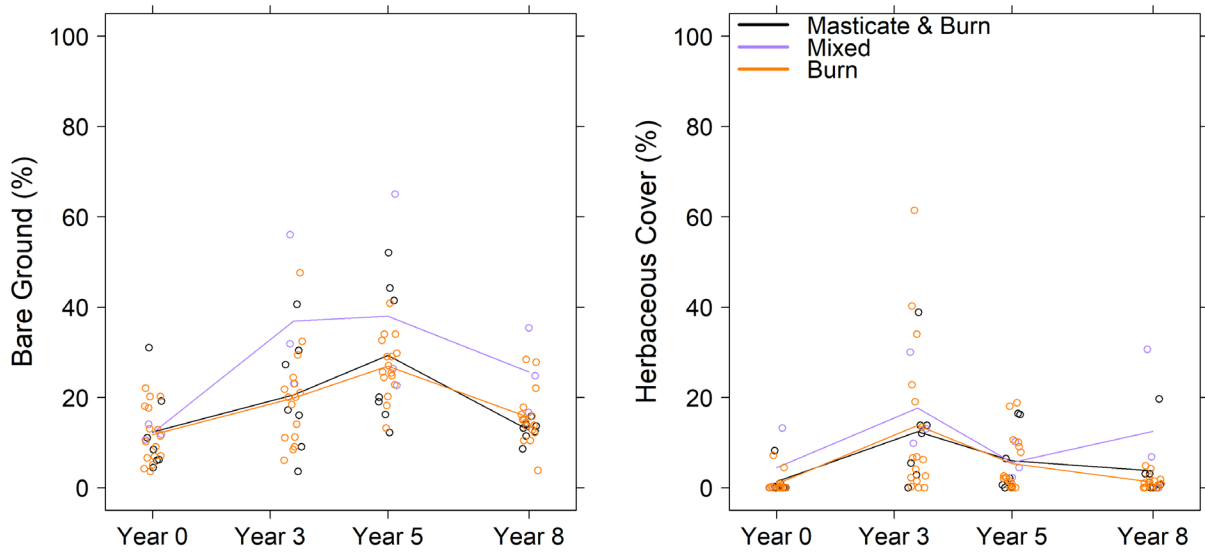 Bare Ground (%)
100
80
60
40
20
0
Year 0
Year 3
Year 5
Year 8
Herbaceous Cover (%)
100
80
60
40
20
0
Masticate & Burn
Mixed
Burn
Year 0
Year 3
Year 5
Year 8